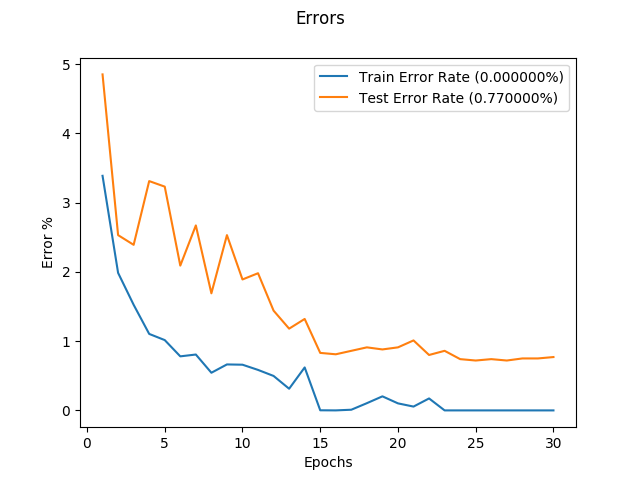 Errors
Train Error Rate (0.000000%)
Test Error Rate (0.770000%)
Error %
5
4
3
2
1
0
0 5 10 15 20 25 30
Epochs